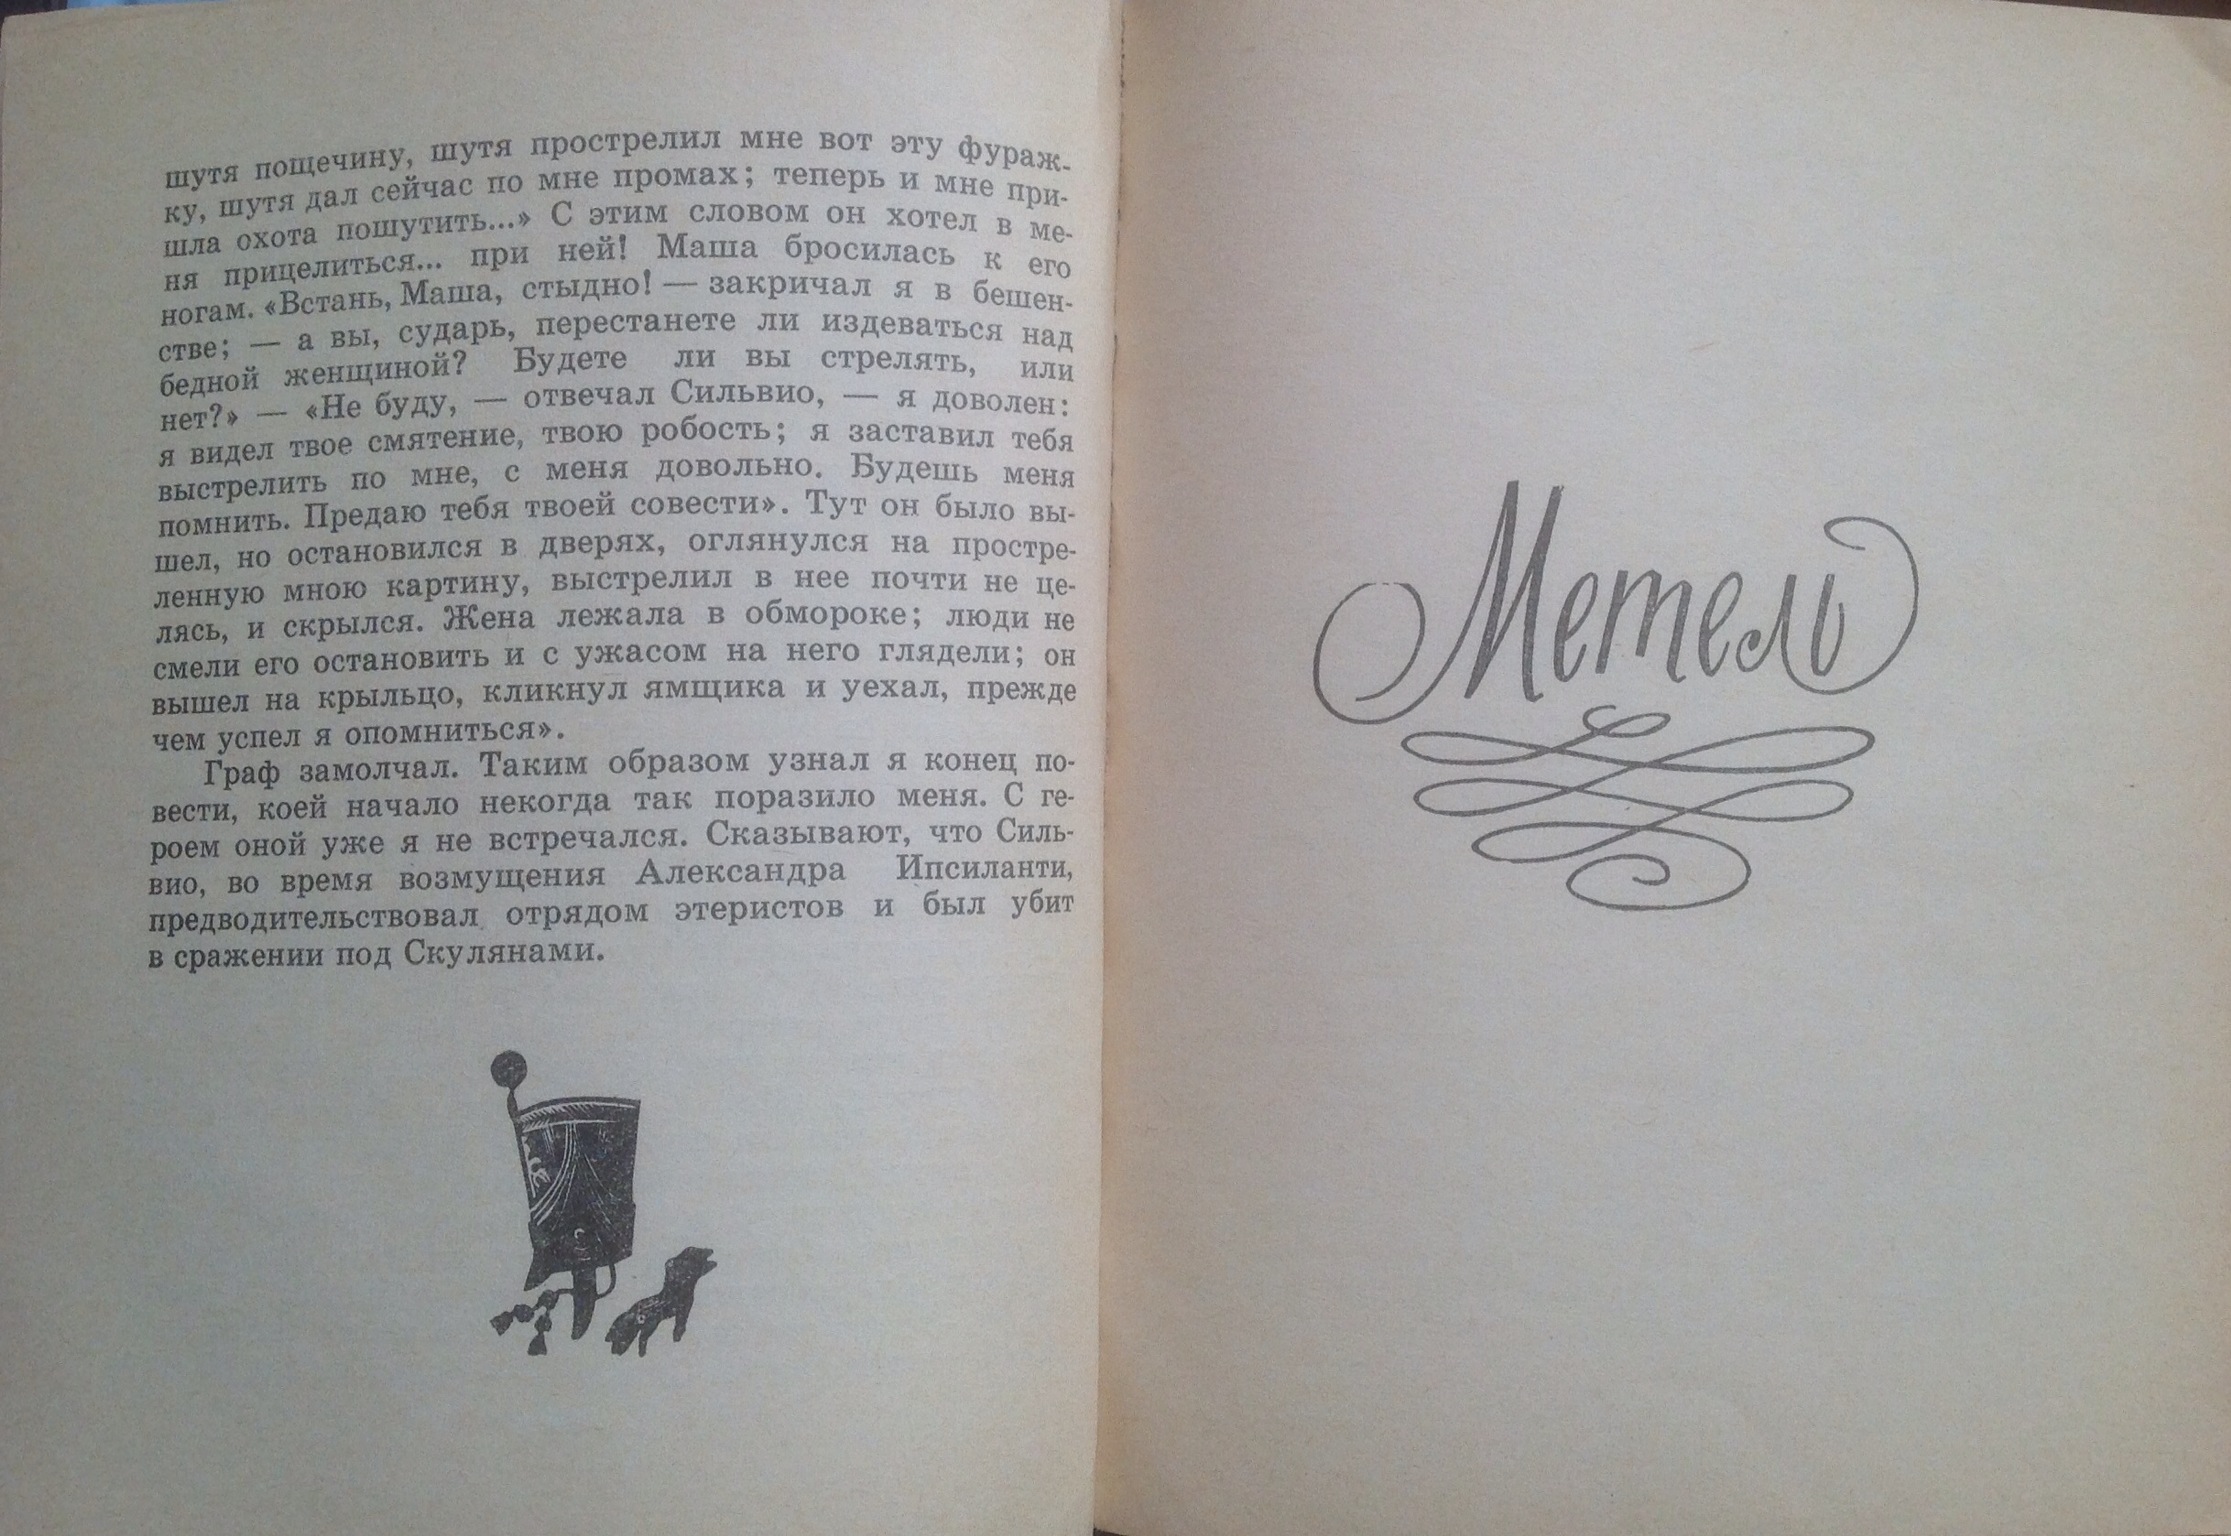 шутя пощечину, шутя прострелил мне вот эту фураж-
ку, шутя дал сейчас по мне промах; теперь и мне при-
шла охота пошутить...» С этим словом он хотел в ме-
ня прицелиться... при ней! Маша бросилась к его
ногам. «Встань, Маша, стыдно! — закричал я в бешен-
стве; — а вы, сударь, перестанете ли издеваться над
бедной женщиной? Будете ли вы стрелять, или
нет?» — «Не буду, — отвечал Сильвио, — я доволен:
я видел твое смятение, твою робость; я заставил тебя
выстрелить по мне, с меня довольно. Будешь меня
помнить. Предаю тебя твоей совести». Тут он было вы-
шел, но остановился в дверях, оглянулся на простре-
ленную мною картину, выстрелил в нее почти не це-
лясь, и скрылся. Жена лежала в обмороке; люди не
смели его остановить и с ужасом на него глядели; он
вышел на крыльцо, кликнул ямщика и уехал, прежде
чем успел я опомниться».
Граф замолчал. Таким образом узнал я конец по-
вести, коей начало некогда так поразило меня. С ге-
роем оной уже я не встречался. Сказывают, что Силь-
вио, во время возмущения Александра Ипсиланти,
предводительствовал отрядом этеристов и был убит
в сражении под Скулянами.
Метель